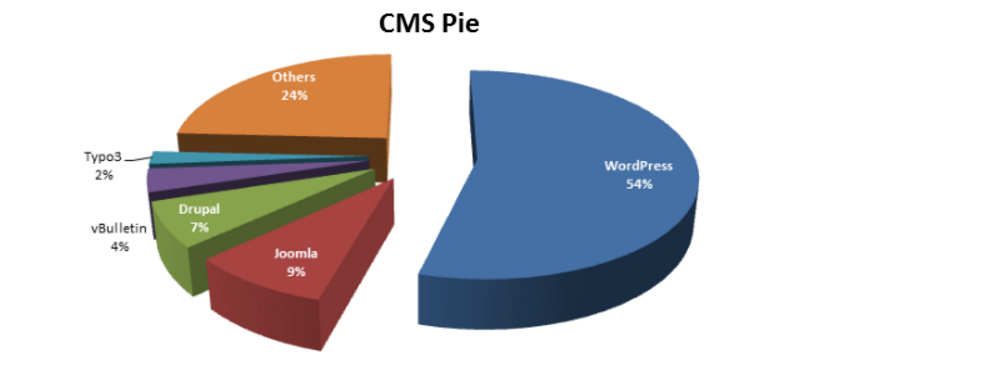 CMS Pie
Others
24%
WordPress
54%
Typo3
2%
Drupal
7%
vBulletin
4%
Joomla
9%